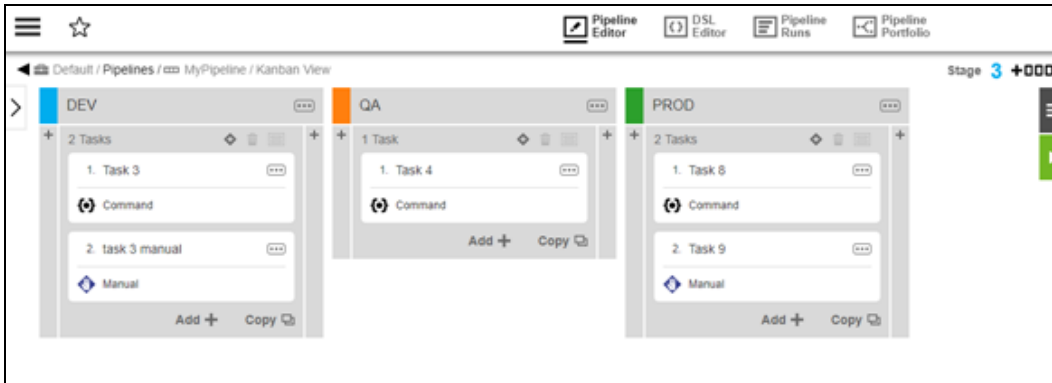 Pipeline Editor
DSL Editor
Pipeline Runs
Pipeline Portfolio
Default / Pipelines / MyPipeline / Kanban View
Stage 3
DEV
2 Tasks
1. Task 3
Command
2. task 3 manual
Manual
Add
Copy
QA
1 Task
1. Task 4
Command
Add
Copy
PROD
2 Tasks
1. Task 8
Command
2. Task 9
Manual
Add
Copy